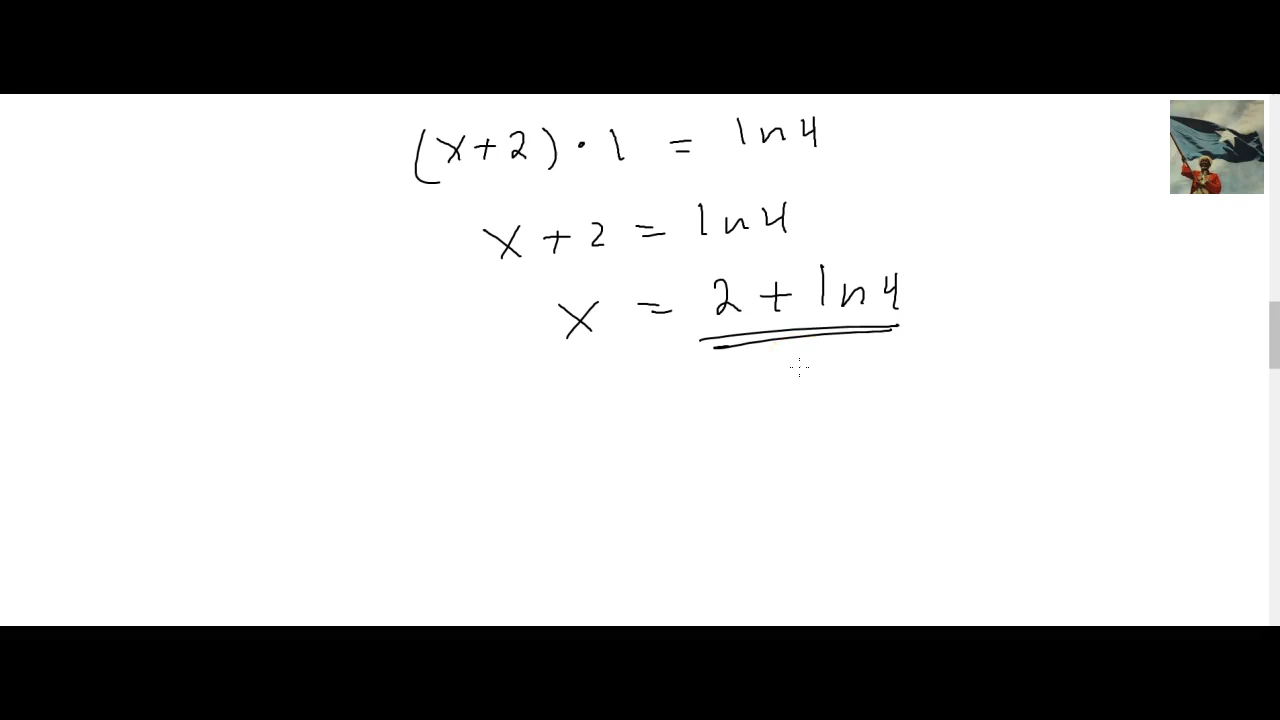 (x+2)·1 = ln4
x+2 = ln4
x = 2+ln4